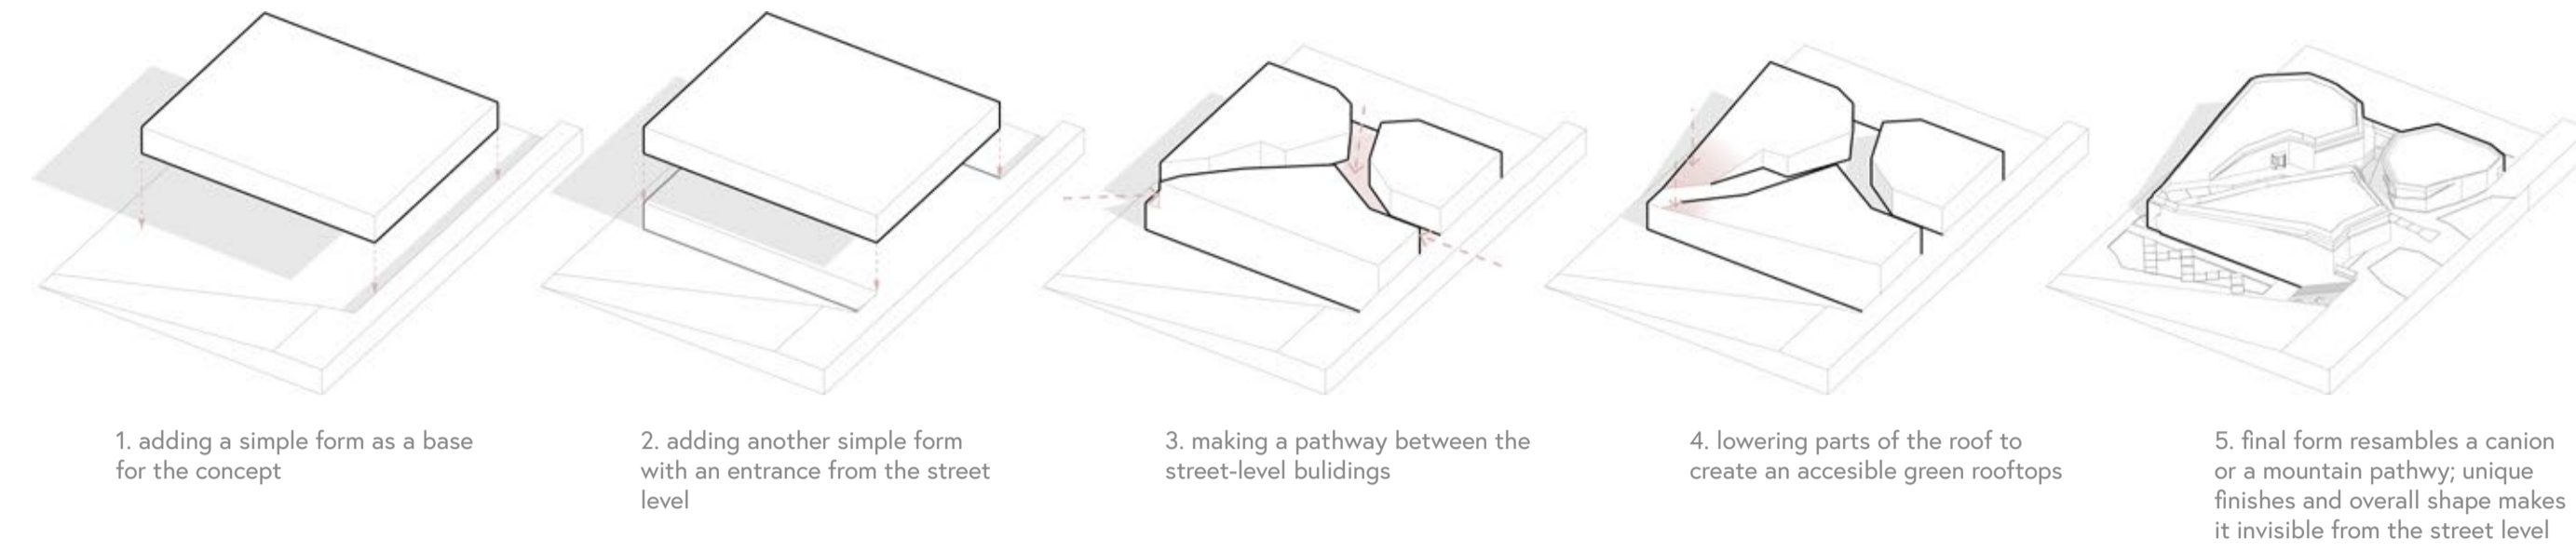 1. adding a simple form as a base
for the concept
2. adding another simple form
with an entrance from the street
level
3. making a pathway between the
street-level bulidings
4. lowering parts of the roof to
create an accesible green rooftops
5. final form resambles a canion
or a mountain pathwy; unique
finishes and overall shape makes
it invisible from the street level